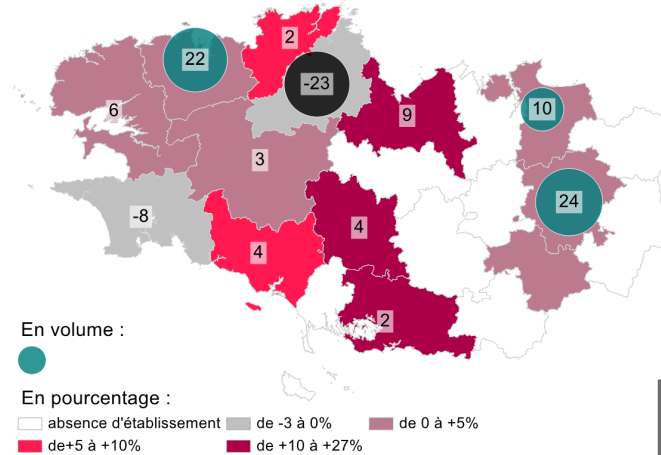 2
22
-23
10
9
6
3
24
-8
4
4
2
En volume :
En pourcentage :
absence d'établissement
de -3 à 0%
de 0 à +5%
de+5 à +10%
de +10 à +27%